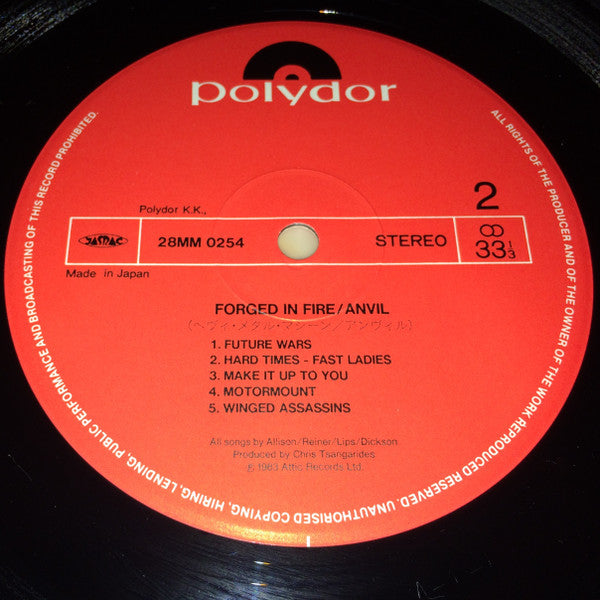 polydor
2
Polydor K.K.,
JASRAC
28MM 0254
STEREO
33 1/3
Made in Japan
FORGED IN FIRE/ANVIL
(ヘヴィ・メタル・マシーン/アンヴィル)
1. FUTURE WARS
2. HARD TIMES - FAST LADIES
3. MAKE IT UP TO YOU
4. MOTORMOUNT
5. WINGED ASSASSINS
All songs by Allison/Reiner/Lips/Dickson.
Produced by Chris Tsangarides
℗ 1983 Attic Records Ltd.
ALL RIGHTS OF THE PRODUCER AND OF THE OWNER OF THE WORK REPRODUCED RESERVED. UNAUTHORISED COPYING, HIRING, LENDING, PUBLIC PERFORMANCE AND BROADCASTING OF THIS RECORD PROHIBITED.